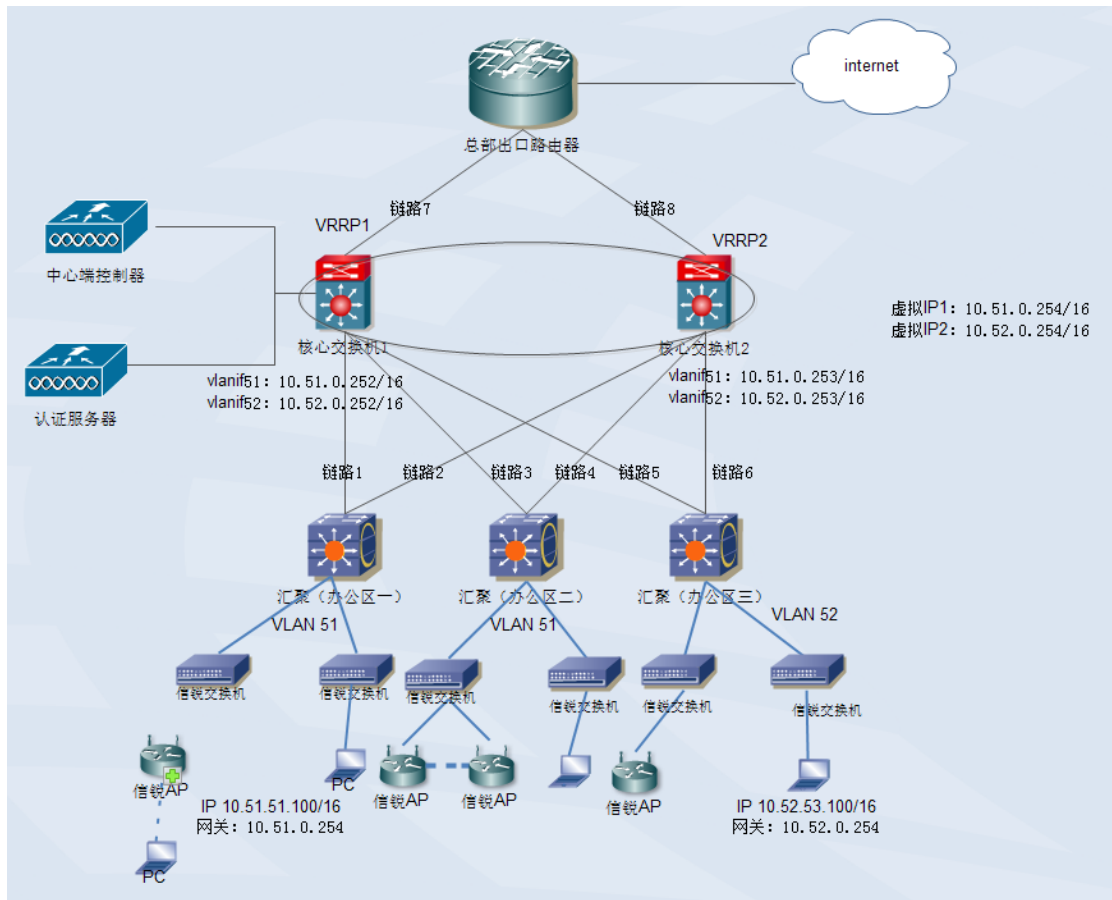 internet
总部出口路由器
链路7
链路8
VRRP1
VRRP2
中心端控制器
虚拟IP1：10.51.0.254/16
虚拟IP2：10.52.0.254/16
核心交换机1
核心交换机2
vlanif51：10.51.0.252/16
vlanif52：10.52.0.252/16
vlanif51：10.51.0.253/16
vlanif52：10.52.0.253/16
认证服务器
链路1
链路2
链路3
链路4
链路5
链路6
汇聚（办公区一）
汇聚（办公区二）
汇聚（办公区三）
VLAN 51
VLAN 51
VLAN 52
信锐交换机
信锐交换机
信锐交换机
信锐交换机
信锐交换机
信锐交换机
信锐AP
PC
信锐AP
信锐AP
信锐AP
IP 10.51.51.100/16
网关：10.51.0.254
IP 10.52.53.100/16
网关：10.52.0.254
PC